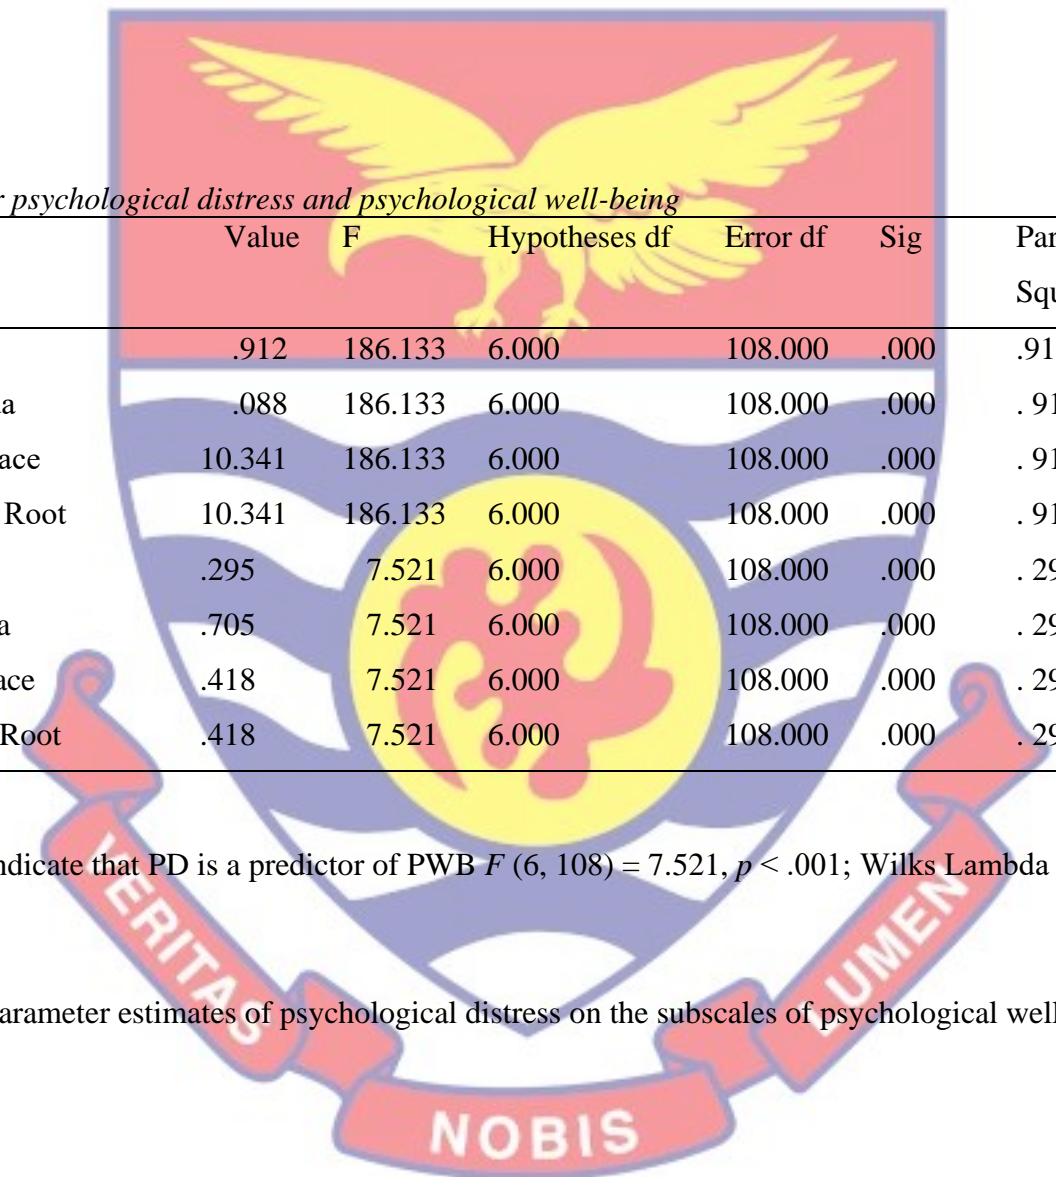 r psychological distress and psychological well-being
Value F Hypotheses df Error df Sig Par
Squ
.912 186.133 6.000 108.000 .000 .91
a .088 186.133 6.000 108.000 .000 . 91
ace 10.341 186.133 6.000 108.000 .000 . 91
Root 10.341 186.133 6.000 108.000 .000 . 91
.295 7.521 6.000 108.000 .000 . 29
a .705 7.521 6.000 108.000 .000 . 29
ace .418 7.521 6.000 108.000 .000 . 29
Root .418 7.521 6.000 108.000 .000 . 29
ndicate that PD is a predictor of PWB F (6, 108) = 7.521, p < .001; Wilks Lambda
arameter estimates of psychological distress on the subscales of psychological well
VERITAS
NOBIS
LUMEN